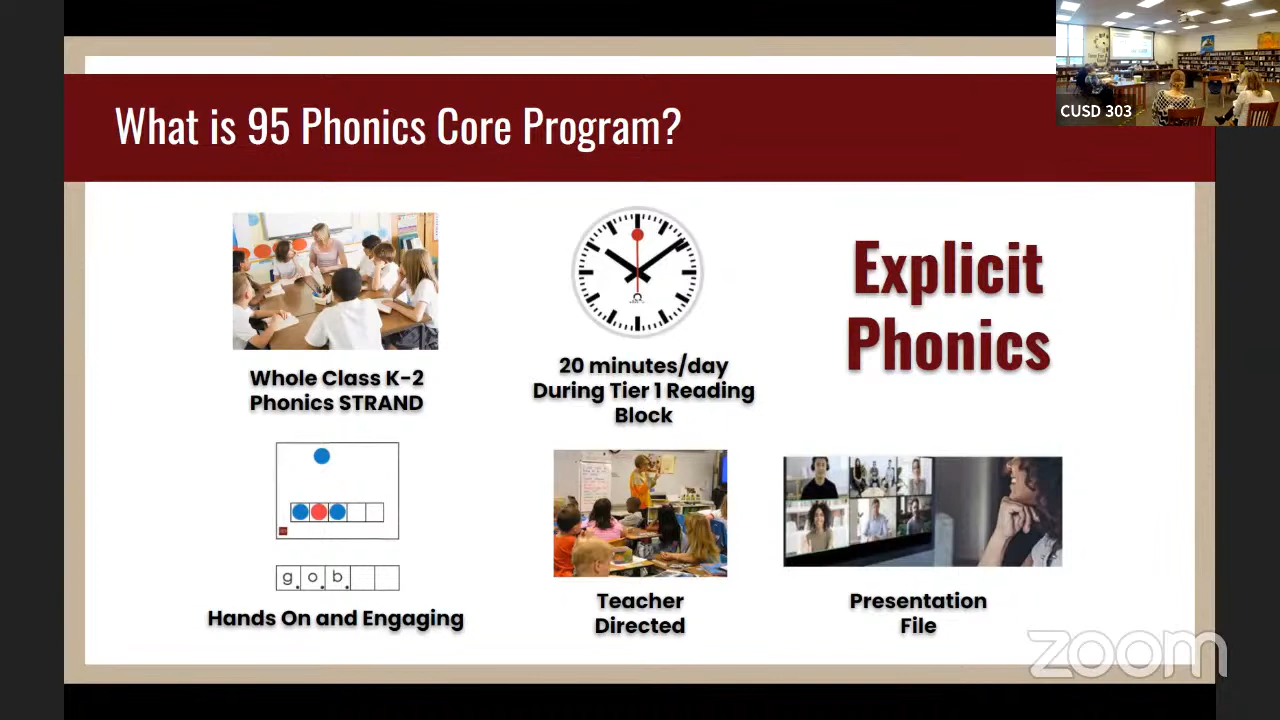 What is 95 Phonics Core Program?
CUSD 303
Explicit
Phonics
Whole Class K-2
Phonics STRAND
20 minutes/day
During Tier 1 Reading
Block
g o b
Hands On and Engaging
Teacher
Directed
Presentation
File
zoom